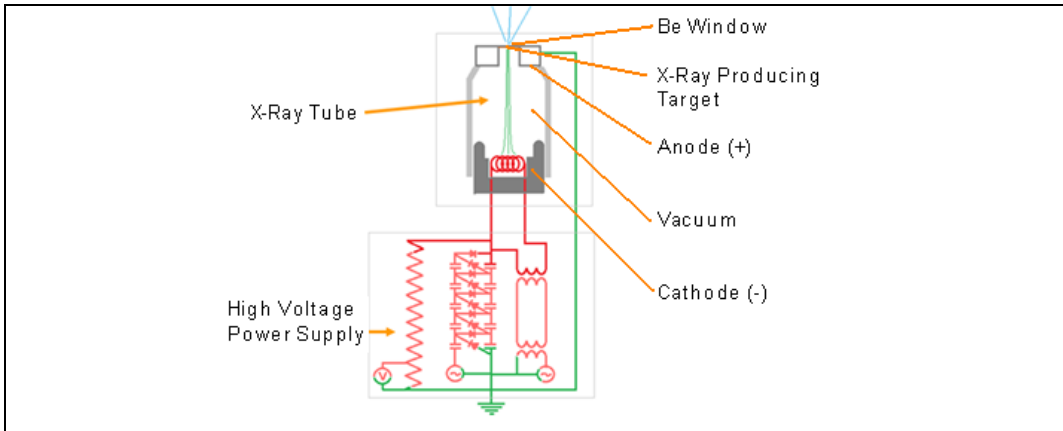 Be Window
X-Ray Producing
Target
X-Ray Tube
Anode (+)
Vacuum
Cathode (-)
High Voltage
Power Supply
V